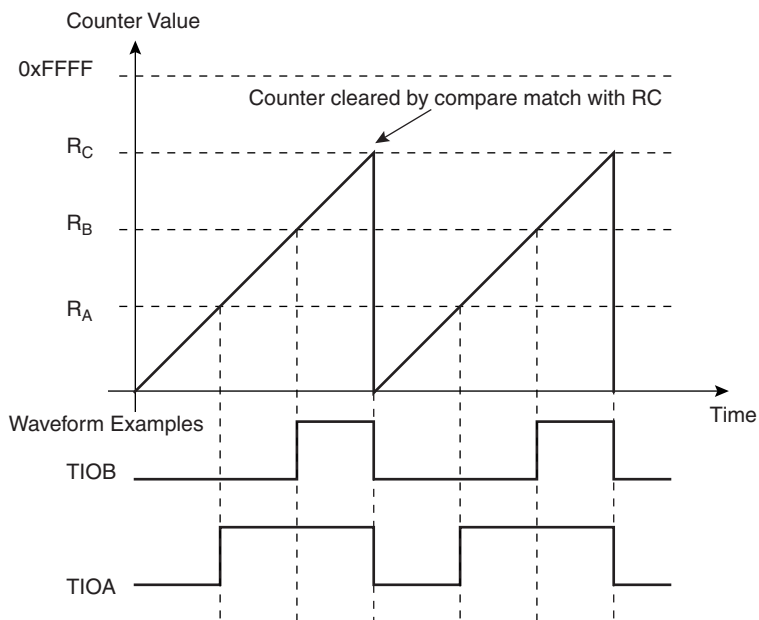 Counter Value
0xFFFF
Counter cleared by compare match with RC
RC
RB
RA
Time
Waveform Examples
TIOB
TIOA